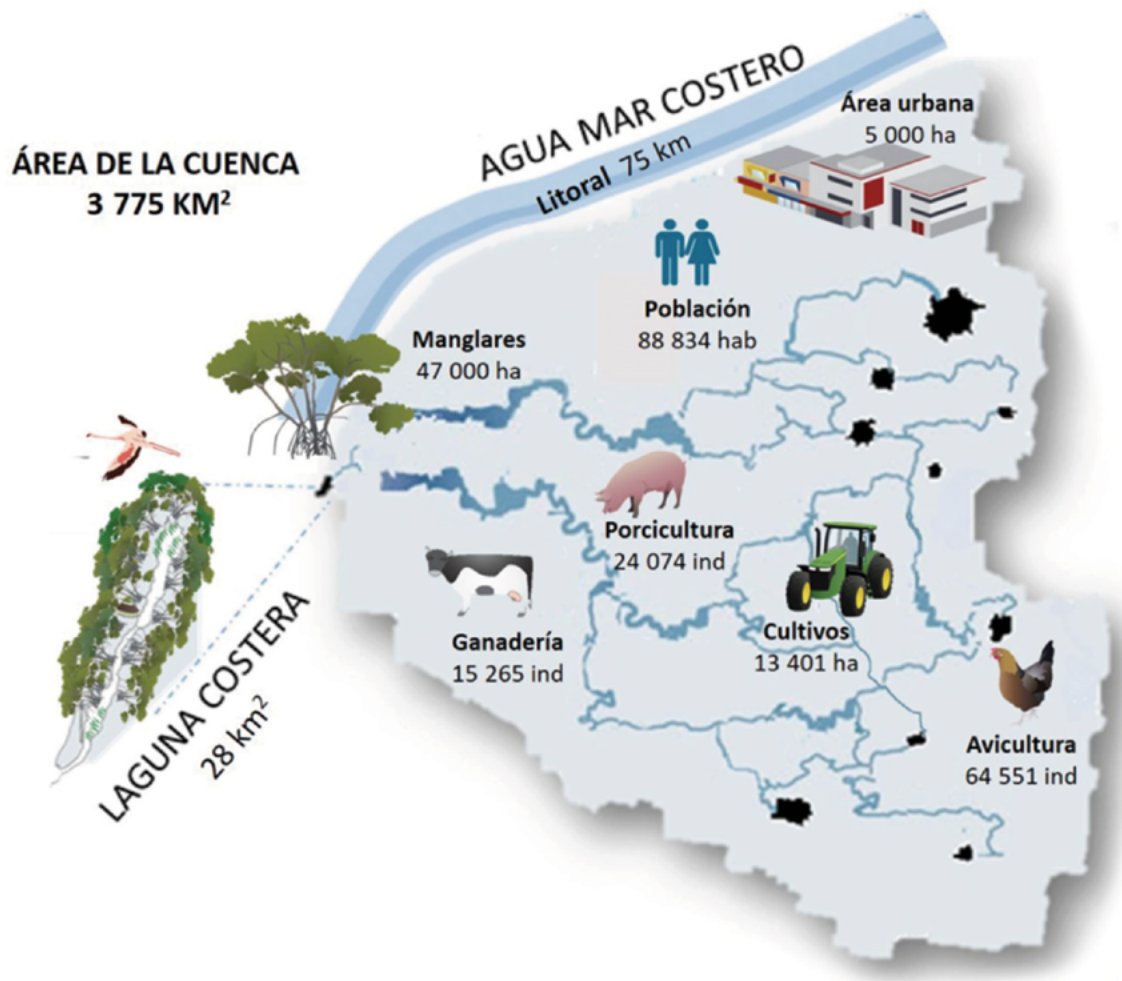 ÁREA DE LA CUENCA
3 775 KM²
AGUA MAR COSTERO
Litoral 75 km
Área urbana
5 000 ha
Población
88 834 hab
Manglares
47 000 ha
Porcicultura
24 074 ind
Ganadería
15 265 ind
Cultivos
13 401 ha
Avicultura
64 551 ind
LAGUNA COSTERA
28 km²